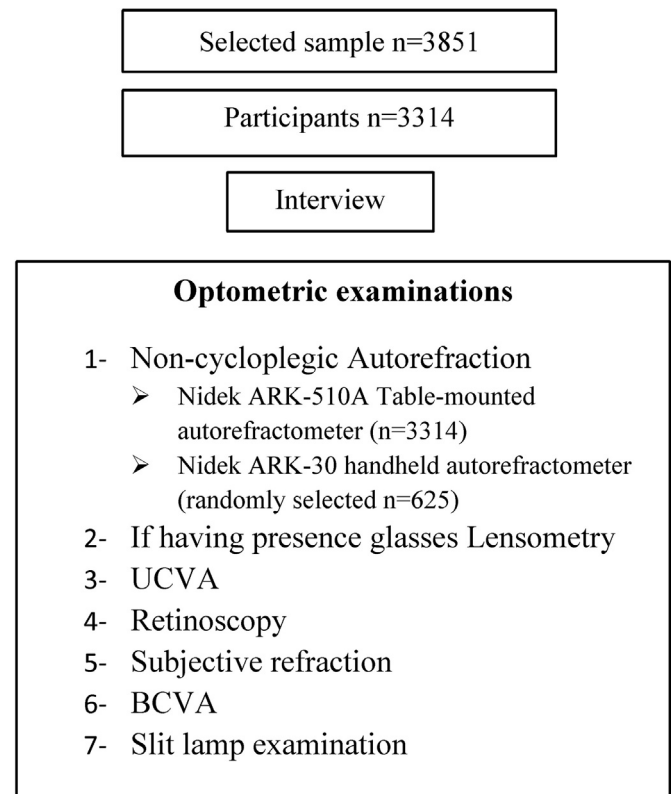 Selected sample n=3851
Participants n=3314
Interview
Optometric examinations
1- Non-cycloplegic Autorefraction
➢ Nidek ARK-510A Table-mounted
autorefractometer (n=3314)
➢ Nidek ARK-30 handheld autorefractometer
(randomly selected n=625)
2- If having presence glasses Lensometry
3- UCVA
4- Retinoscopy
5- Subjective refraction
6- BCVA
7- Slit lamp examination